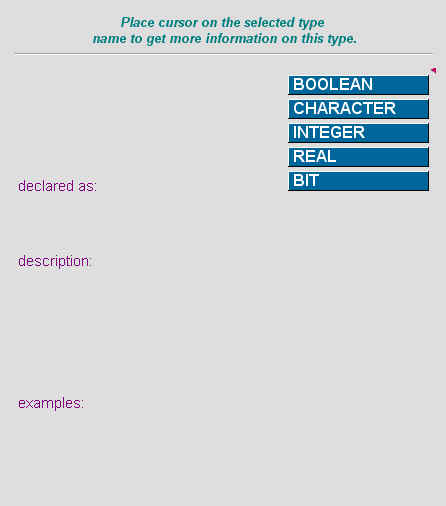 Place cursor on the selected type
name to get more information on this type.
BOOLEAN
CHARACTER
INTEGER
REAL
BIT
declared as:
description:
examples: